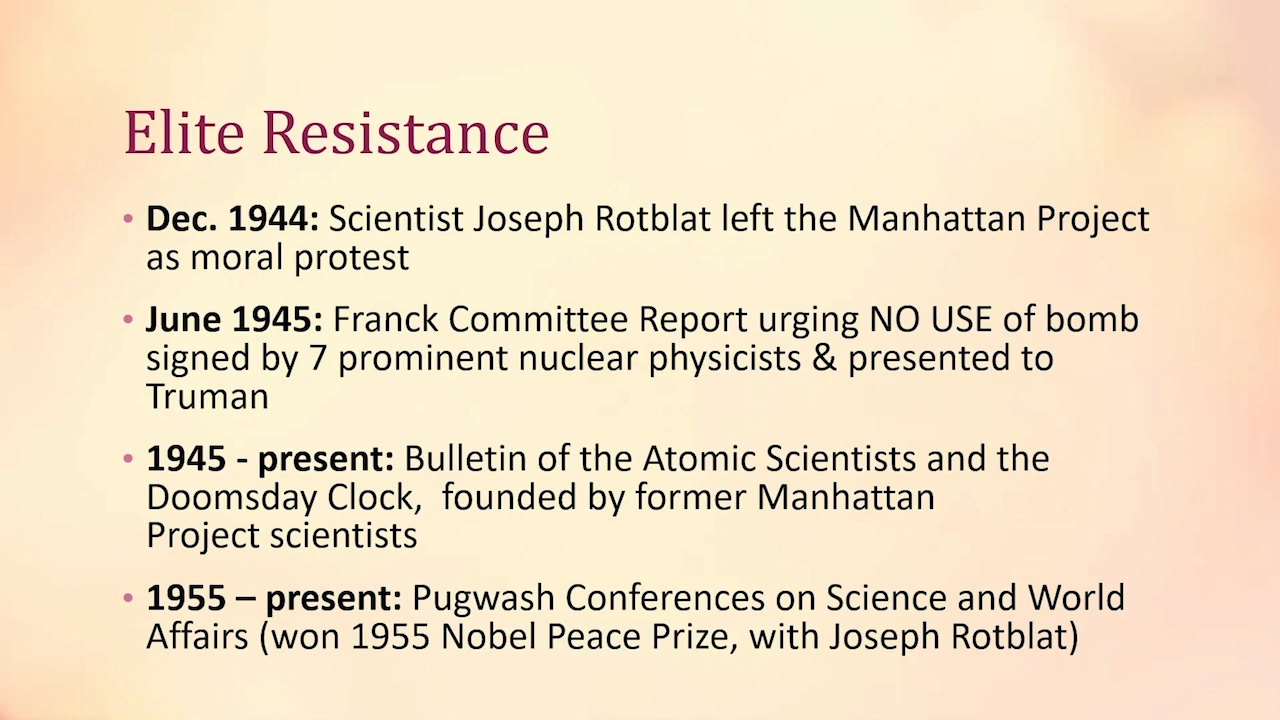 Elite Resistance
• Dec. 1944: Scientist Joseph Rotblat left the Manhattan Project
as moral protest
• June 1945: Franck Committee Report urging NO USE of bomb
signed by 7 prominent nuclear physicists & presented to
Truman
• 1945 - present: Bulletin of the Atomic Scientists and the
Doomsday Clock,  founded by former Manhattan
Project scientists
• 1955 – present: Pugwash Conferences on Science and World
Affairs (won 1955 Nobel Peace Prize, with Joseph Rotblat)